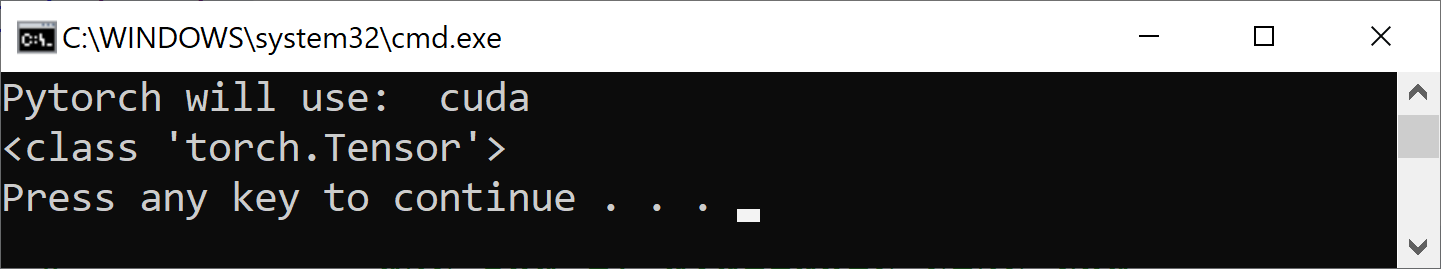 C:\WINDOWS\system32\cmd.exe
Pytorch will use:  cuda
<class 'torch.Tensor'>
Press any key to continue . . .